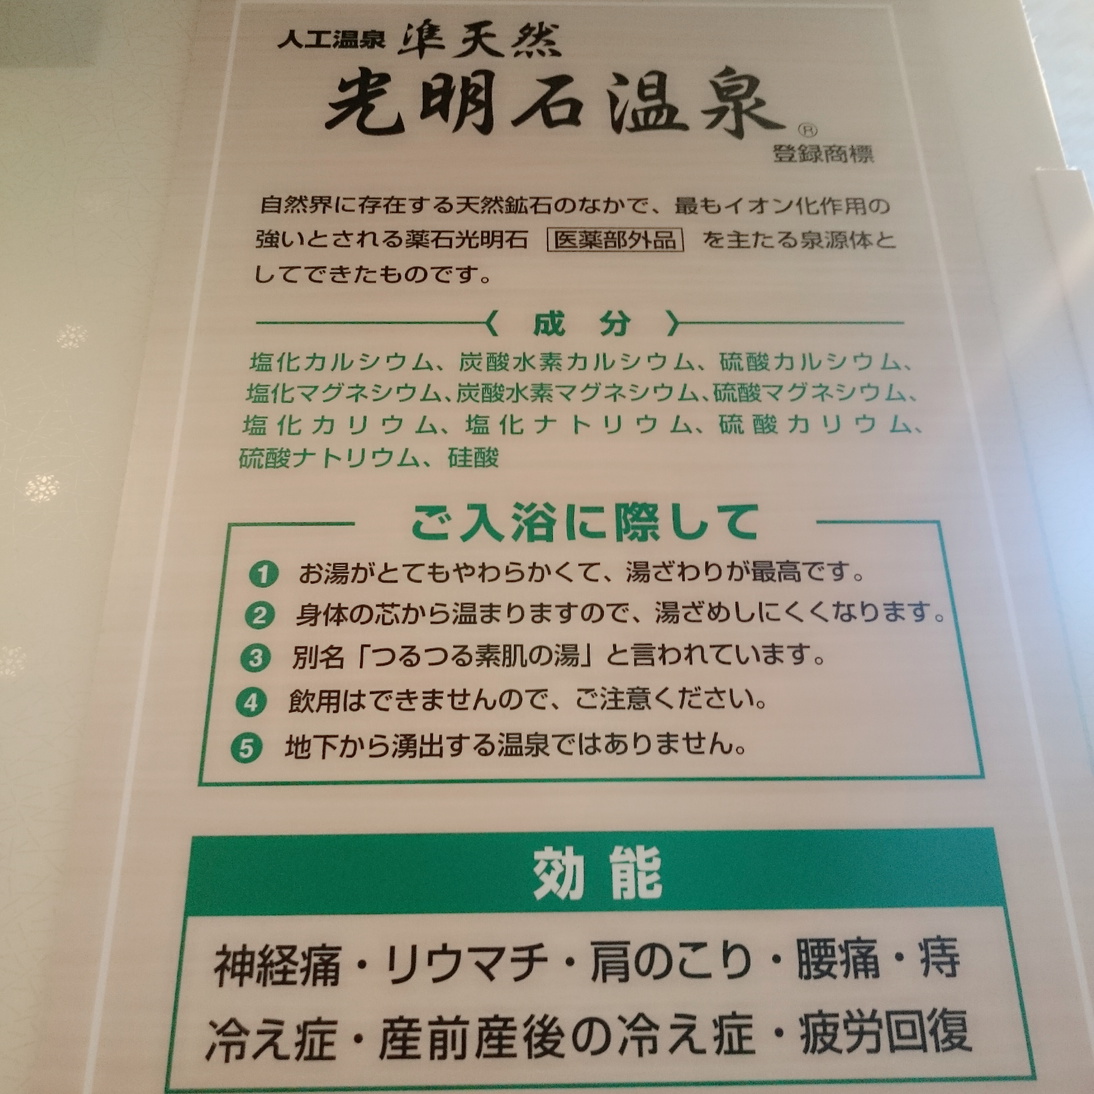 人工温泉 準天然
光明石温泉®
登録商標
自然界に存在する天然鉱石のなかで、最もイオン化作用の
強いとされる薬石光明石 医薬部外品 を主たる泉源体と
してできたものです。
成分
塩化カルシウム、炭酸水素カルシウム、硫酸カルシウム、
塩化マグネシウム、炭酸水素マグネシウム、硫酸マグネシウム、
塩化カリウム、塩化ナトリウム、硫酸カリウム、
硫酸ナトリウム、硅酸
ご入浴に際して
1 お湯がとてもやわらかくて、湯ざわりが最高です。
2 身体の芯から温まりますので、湯ざめしにくくなります。
3 別名「つるつる素肌の湯」と言われています。
4 飲用はできませんので、ご注意ください。
5 地下から湧出する温泉ではありません。
効能
神経痛・リウマチ・肩のこり・腰痛・痔
冷え症・産前産後の冷え症・疲労回復